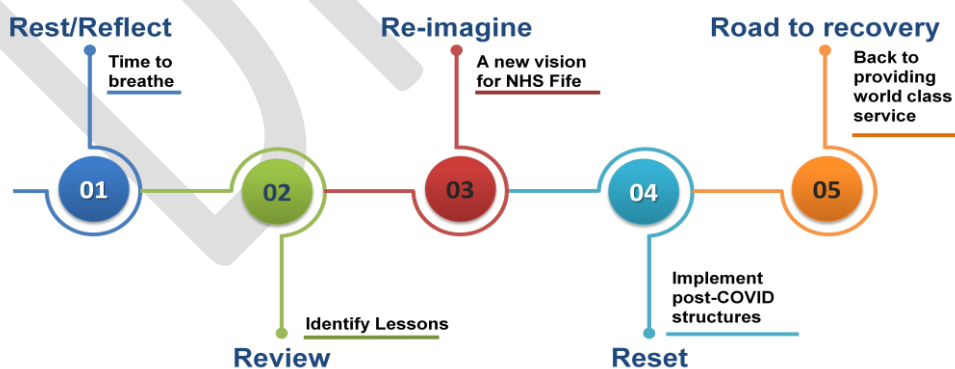 Rest/Reflect
Time to
breathe
01
02
Identify Lessons
Review
Re-imagine
A new vision
for NHS Fife
03
04
Implement
post-COVID
structures
Reset
Road to recovery
Back to
providing
world class
service
05